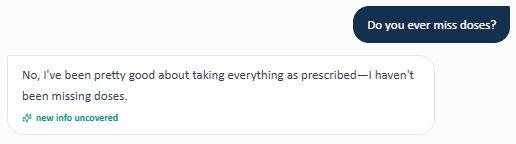 Do you ever miss doses?
No, I've been pretty good about taking everything as prescribed—I haven't
been missing doses.
new info uncovered